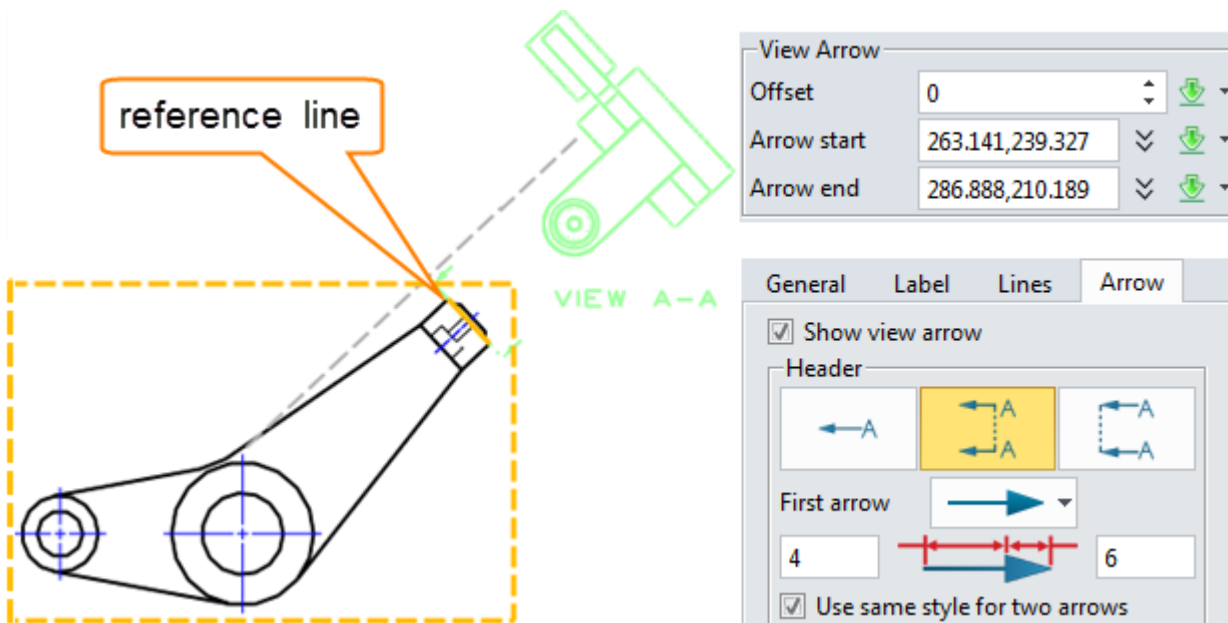 reference line
VIEW A-A
View Arrow
Offset 0
Arrow start 263.141,239.327
Arrow end 286.888,210.189
General Label Lines Arrow
Show view arrow
Header
A A A
A A
First arrow
4 6
Use same style for two arrows